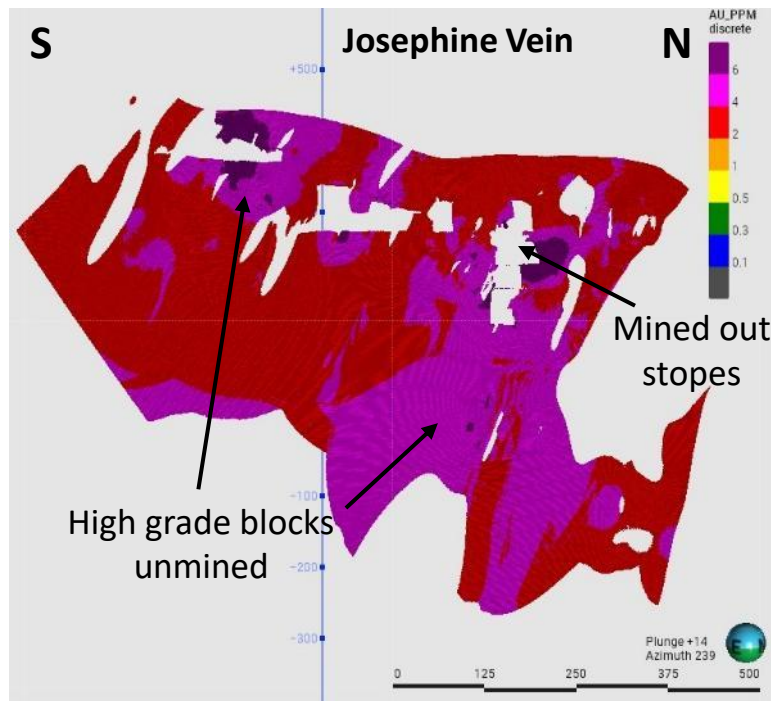 S
Josephine Vein
N
AU_PPM
discrete
6
4
2
1
0.5
0.3
0.1
+500
Mined out
stopes
High grade blocks
unmined
-100
-200
-300
Plunge +14
Azimuth 239
0 125 250 375 500